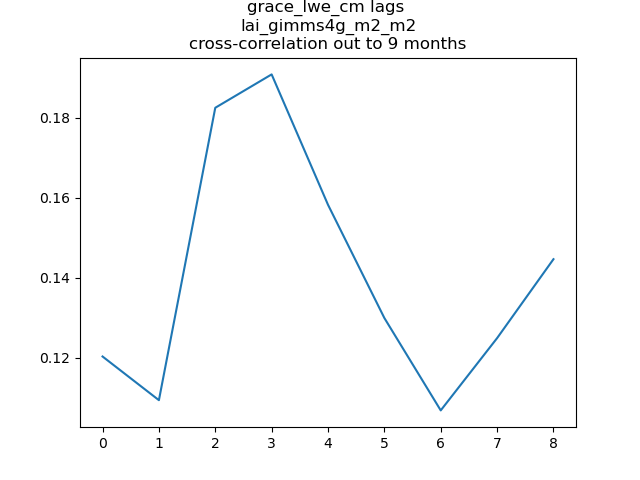 grace_lwe_cm lags
lai_gimms4g_m2_m2
cross-correlation out to 9 months
0.18
0.16
0.14
0.12
0 1 2 3 4 5 6 7 8